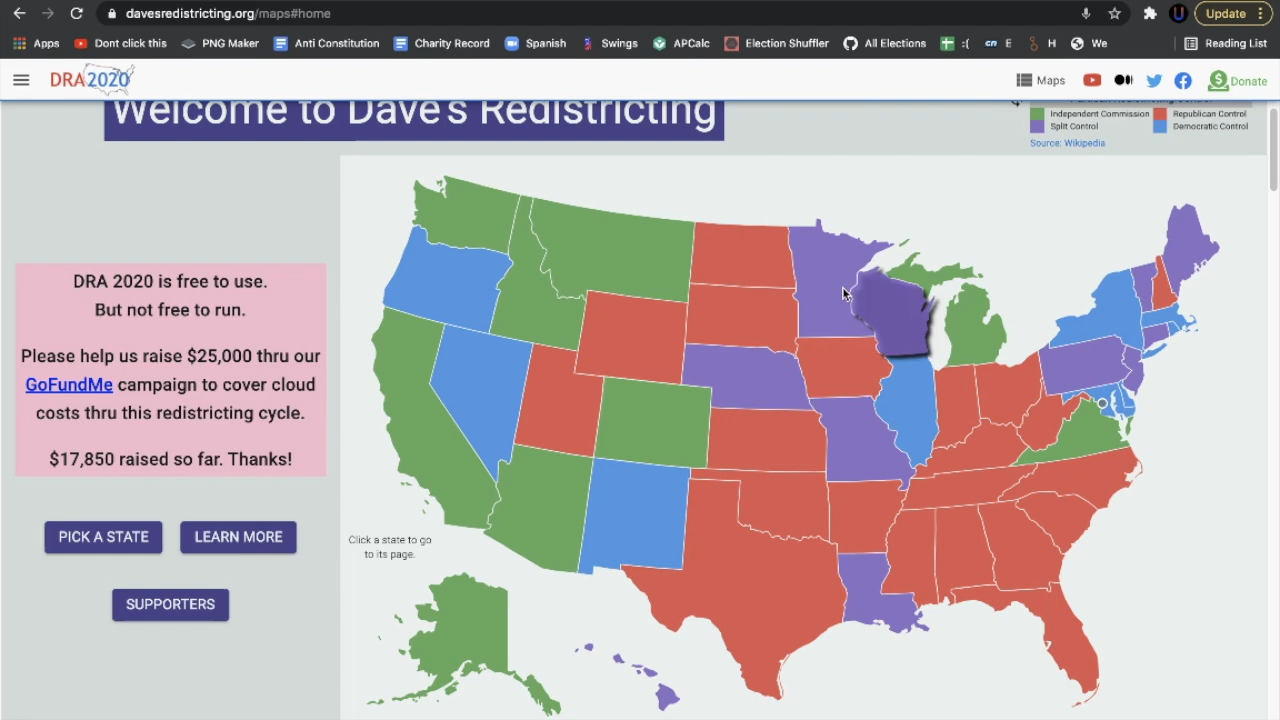 davesredistricting.org/maps#home
Update
Apps
Dont click this
PNG Maker
Anti Constitution
Charity Record
Spanish
Swings
APCalc
Election Shuffler
All Elections
:(
E
H
We
Reading List
DRA2020
Maps
Donate
Welcome to Dave's Redistricting
Independent Commission
Republican Control
Split Control
Democratic Control
Source: Wikipedia
DRA 2020 is free to use.
But not free to run.
Please help us raise $25,000 thru our
GoFundMe campaign to cover cloud
costs thru this redistricting cycle.
$17,850 raised so far. Thanks!
PICK A STATE
LEARN MORE
SUPPORTERS
Click a state to go
to its page.